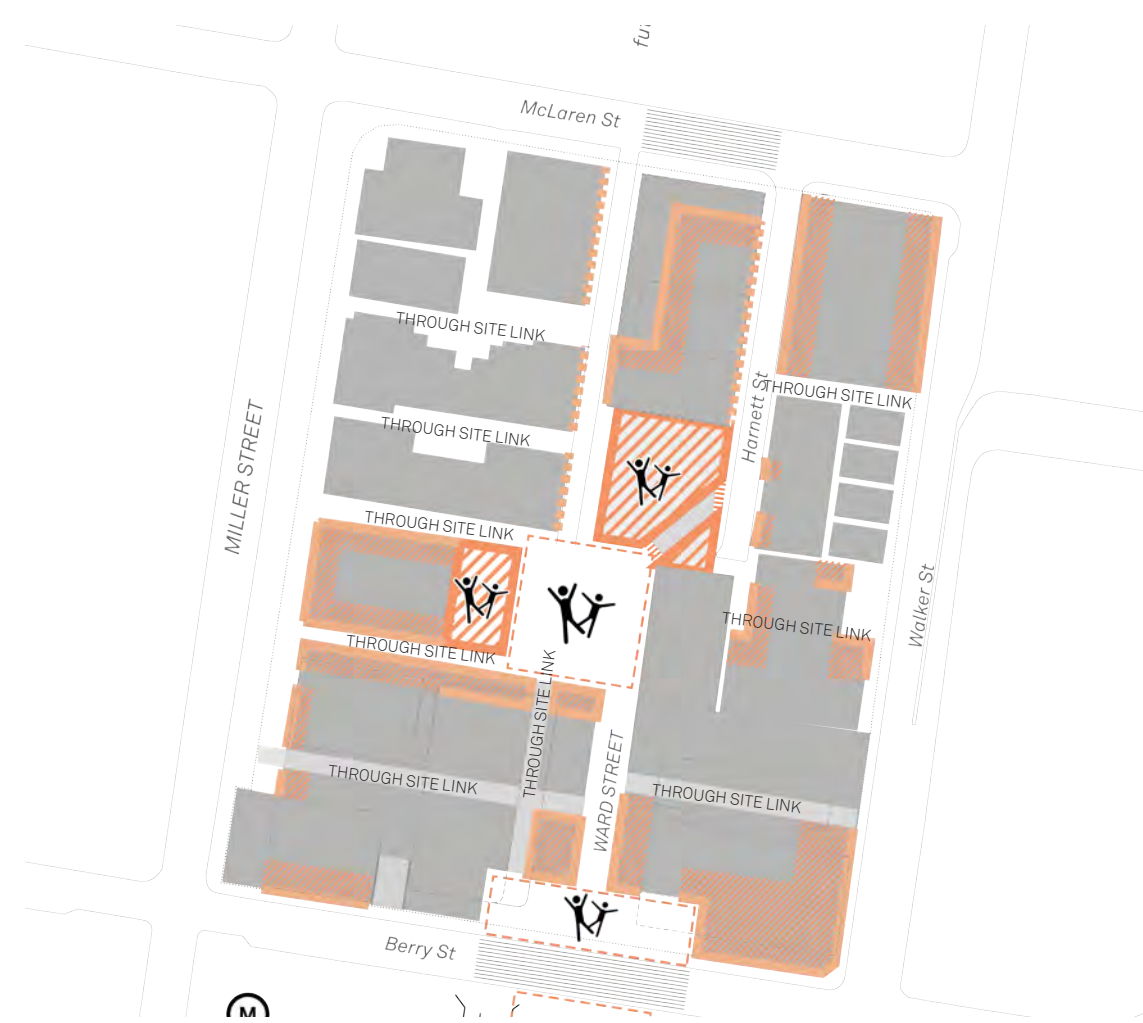 McLaren St
THROUGH SITE LINK
Harnett St
THROUGH SITE LINK
THROUGH SITE LINK
MILLER STREET
THROUGH SITE LINK
THROUGH SITE LINK
Walker St
THROUGH SITE LINK
THROUGH SITE LINK
WARD STREET
THROUGH SITE LINK
THROUGH SITE LINK
Berry St
M